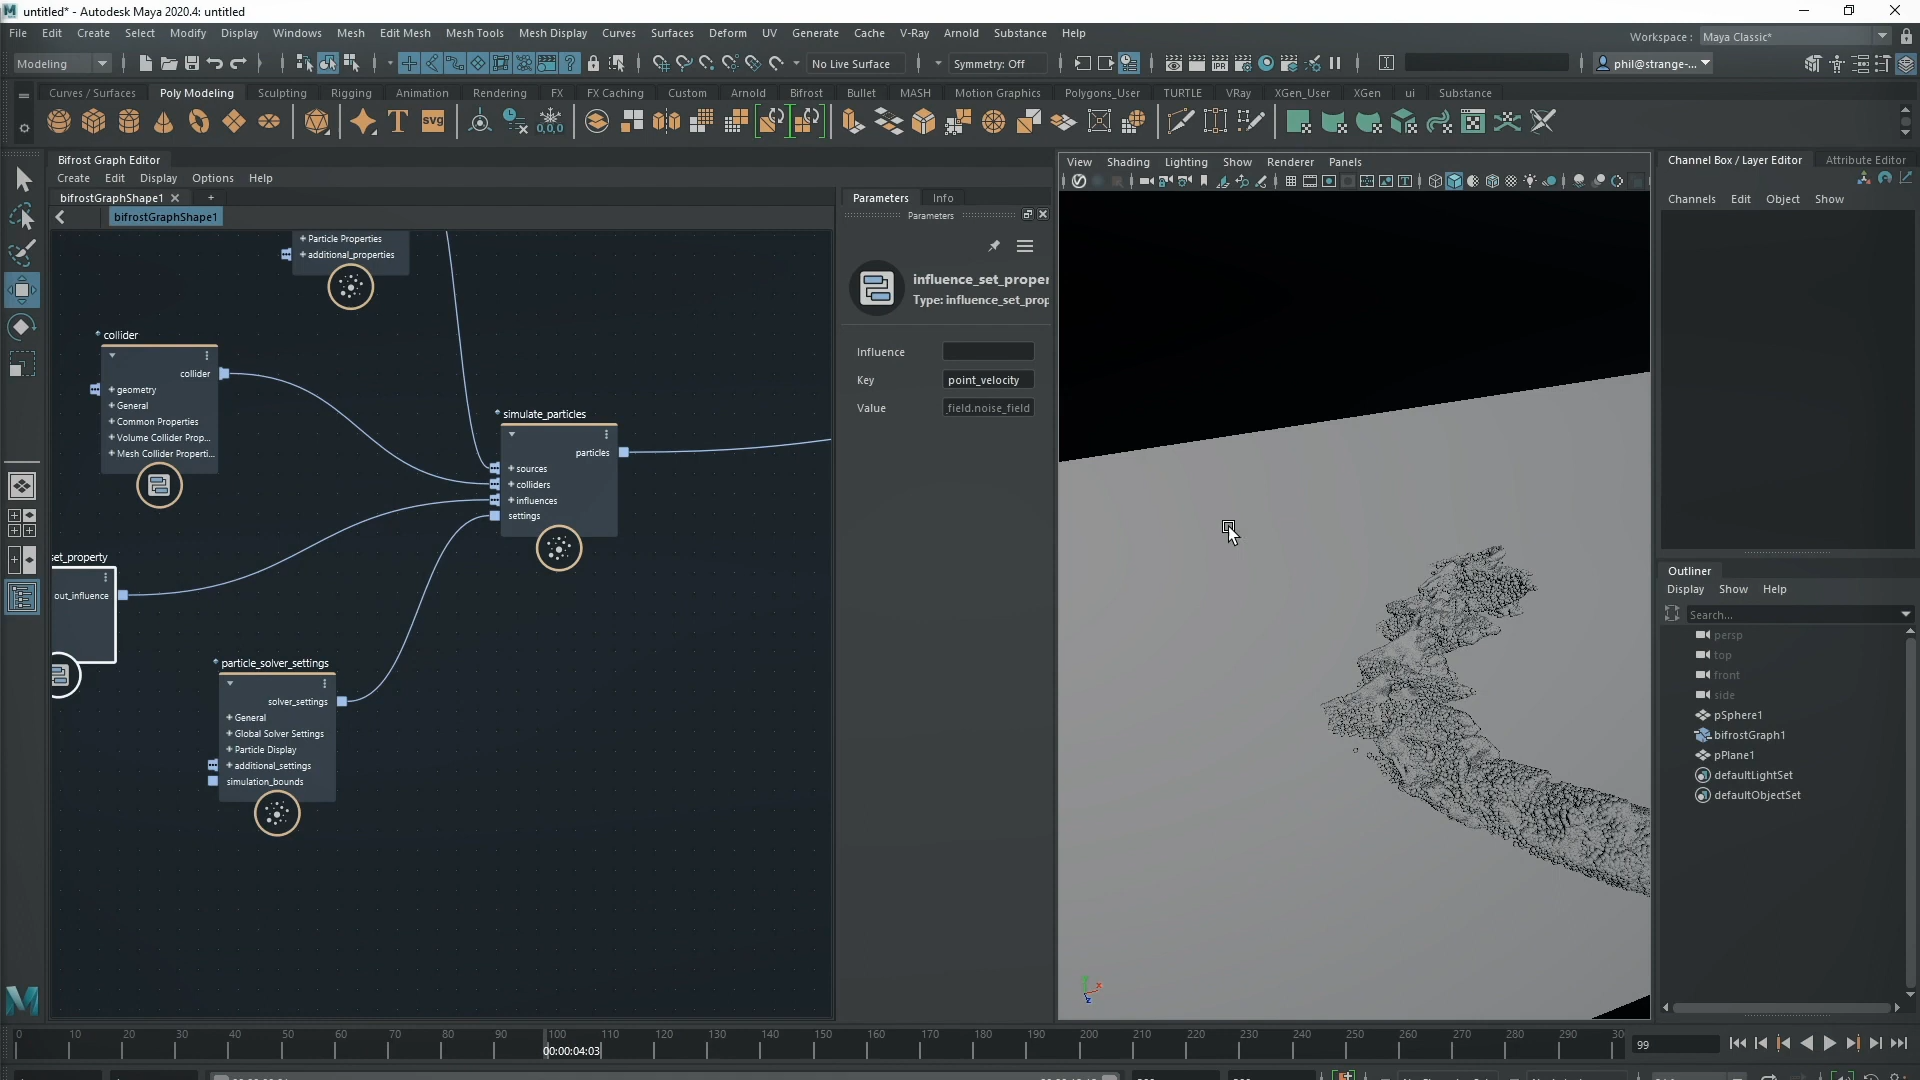 untitled* - Autodesk Maya 2020.4: untitled
File Edit Create Select Modify Display Windows Mesh Edit Mesh Mesh Tools Mesh Display Curves Surfaces Deform UV Generate Cache V-Ray Arnold Substance Help
Workspace : Maya Classic*
Modeling No Live Surface Symmetry: Off phil@strange-...
Curves / Surfaces Poly Modeling Sculpting Rigging Animation Rendering FX FX Caching Custom Arnold Bifrost Bullet MASH Motion Graphics Polygons_User TURTLE VRay XGen_User XGen ui Substance
T svg 0,0,0
Bifrost Graph Editor
Create Edit Display Options Help
bifrostGraphShape1 +
bifrostGraphShape1
Particle Properties
additional_properties
collider
collider
geometry
General
Common Properties
Volume Collider Prop...
Mesh Collider Properti...
simulate_particles
particles
sources
colliders
influences
settings
et_property
out_influence
particle_solver_settings
solver_settings
General
Global Solver Settings
Particle Display
additional_settings
simulation_bounds
Parameters Info
Parameters
influence_set_proper
Type: influence_set_prop
Influence
Key point_velocity
Value field.noise_field
View Shading Lighting Show Renderer Panels
Channel Box / Layer Editor Attribute Editor
Channels Edit Object Show
Outliner
Display Show Help
Search...
persp
top
front
side
pSphere1
bifrostGraph1
pPlane1
defaultLightSet
defaultObjectSet
0 10 20 30 40 50 60 70 80 90 100 110 120 130 140 150 160 170 180 190 200 210 220 230 240 250 260 270 280 290 30
00:00:04:03
99